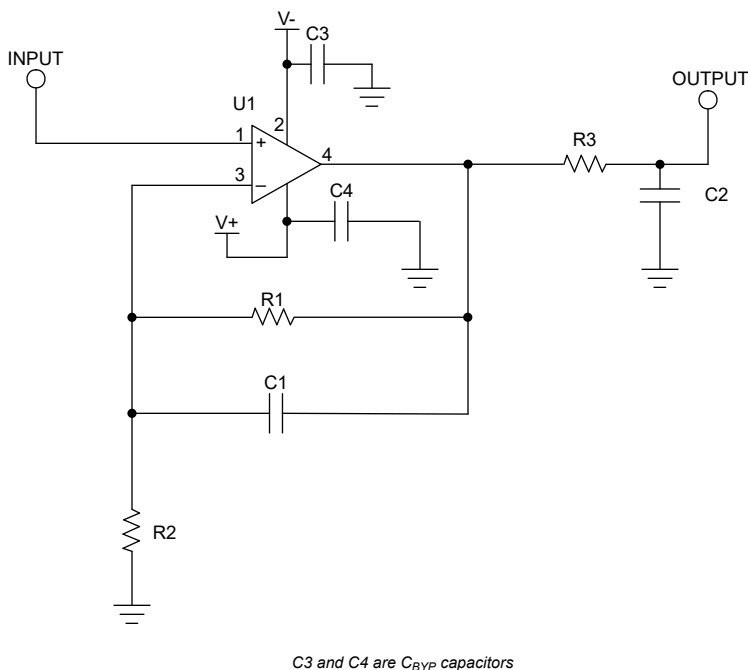 V-
C3
INPUT
OUTPUT
U1
R3
2
1
+
4
3
−
C4
C2
V+
R1
C1
R2
C3 and C4 are CBYP capacitors